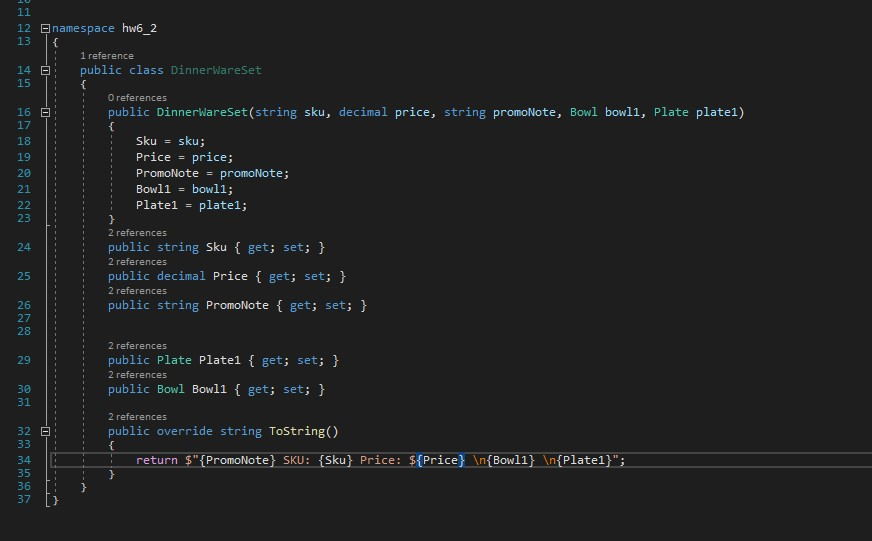 11
12 namespace hw6_2
13 {
1 reference
14 public class DinnerWareSet
15 {
0 references
16 public DinnerWareSet(string sku, decimal price, string promoNote, Bowl bowl1, Plate plate1)
17 {
18 Sku = sku;
19 Price = price;
20 PromoNote = promoNote;
21 Bowl1 = bowl1;
22 Plate1 = plate1;
23 }
2 references
24 public string Sku { get; set; }
2 references
25 public decimal Price { get; set; }
2 references
26 public string PromoNote { get; set; }
27
28
2 references
29 public Plate Plate1 { get; set; }
2 references
30 public Bowl Bowl1 { get; set; }
31
2 references
32 public override string ToString()
33 {
34 return $"{PromoNote} SKU: {Sku} Price: ${Price} \n{Bowl1} \n{Plate1}";
35 }
36 }
37 }